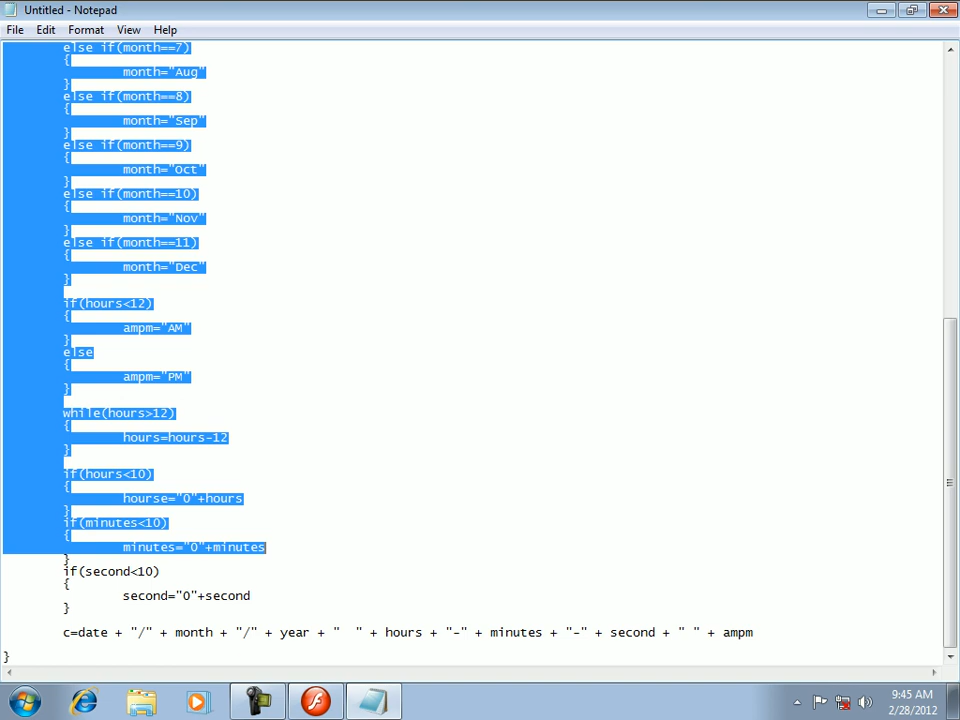 Untitled - Notepad
File Edit Format View Help
else if(month==7)
{
month="Aug"
}
else if(month==8)
{
month="Sep"
}
else if(month==9)
{
month="Oct"
}
else if(month==10)
{
month="Nov"
}
else if(month==11)
{
month="Dec"
}
if(hours<12)
{
ampm="AM"
}
else
{
ampm="PM"
}
while(hours>12)
{
hours=hours-12
}
if(hours<10)
{
hourse="0"+hours
}
if(minutes<10)
{
minutes="0"+minutes
}
if(second<10)
{
second="0"+second
}
c=date + "/" + month + "/" + year + "  " + hours + "-" + minutes + "-" + second + " " + ampm
}
9:45 AM
2/28/2012